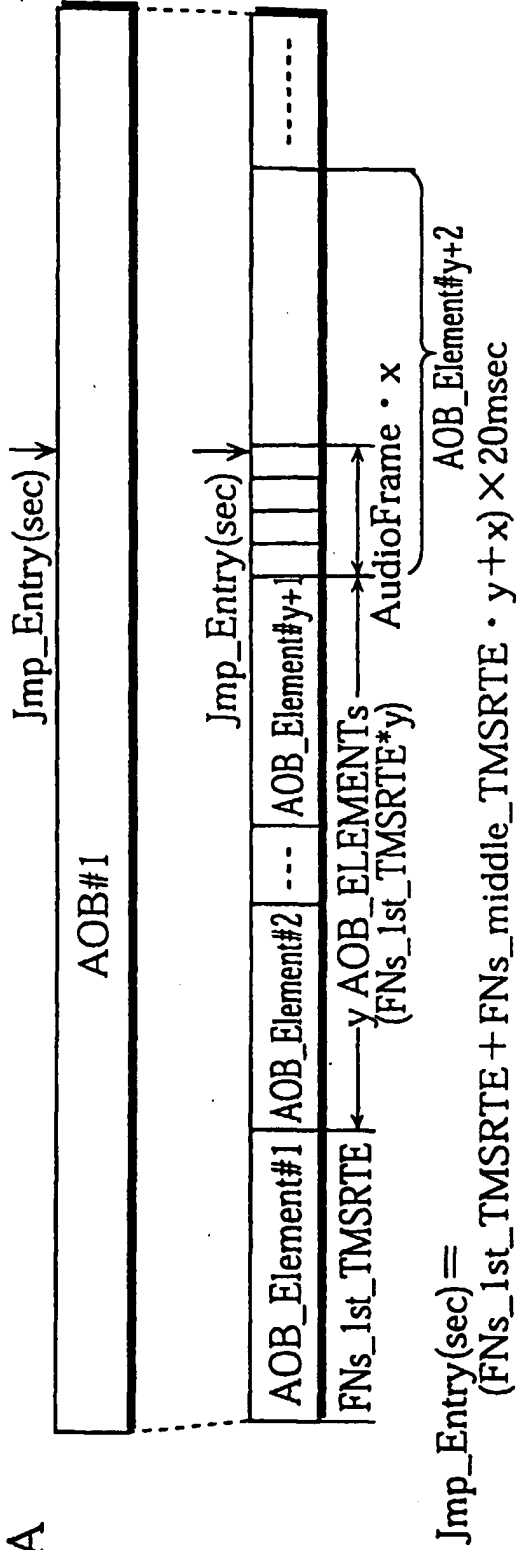 A
Jmp_Entry(sec)
AOB#1
Jmp_Entry(sec)
AOB_Element#1
AOB_Element#2
---
AOB_Element#y+1
-------
FNs_1st_TMSRTE
y AOB_ELEMENTs
(FNs_1st_TMSRTE*y)
AudioFrame・x
AOB_Element#y+2
Jmp_Entry(sec)=
(FNs_1st_TMSRTE+FNs_middle_TMSRTE・y+x)×20msec